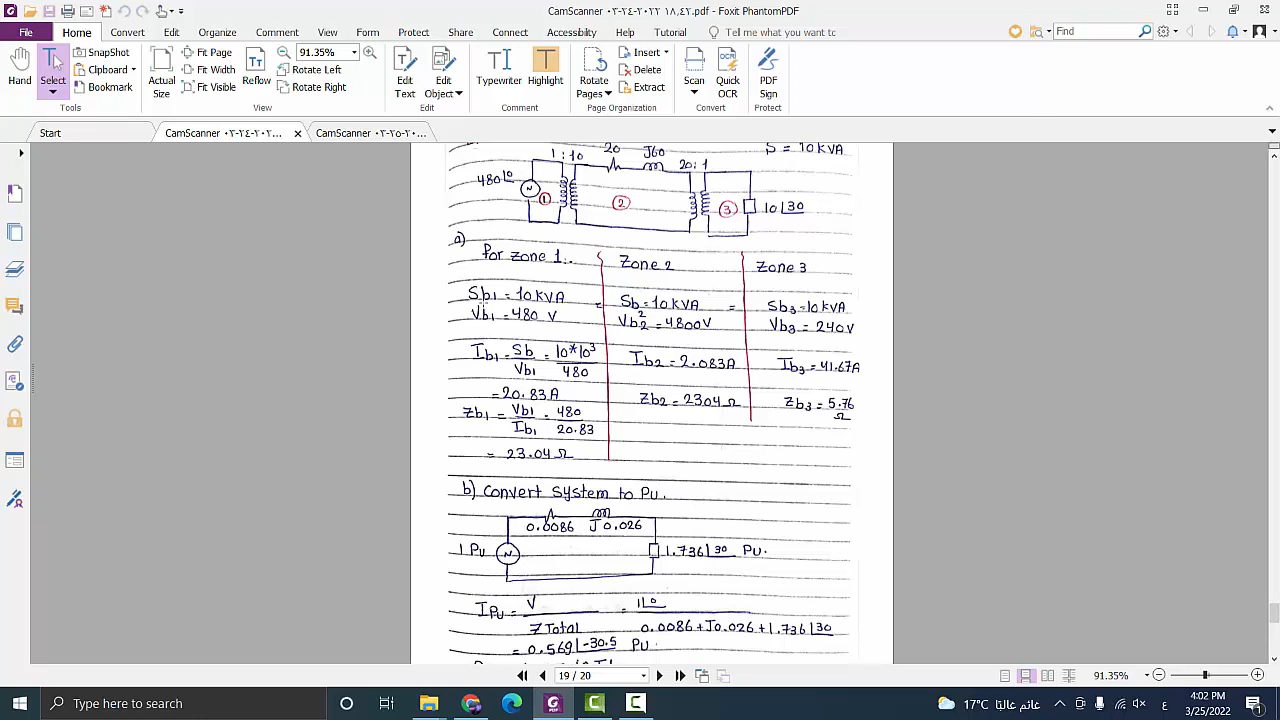 CamScanner ٠٣-٢٤-٢٠٢٢ ١٨,٤٢.pdf - Foxit PhantomPDF
File Home Convert Edit Organize Comment View Form Protect Share Connect Accessibility Help Tutorial Tell me what you want to Find
SnapShot Fit Page 91.35% Insert
Clipboard Fit Width Rotate Left Delete
Hand Select Bookmark Actual Size Fit Visible Reflow Rotate Right Edit Text Edit Object Typewriter Highlight Rotate Pages Extract Scan Quick OCR PDF Sign
Tools View Edit Comment Page Organization Convert Protect
Start CamScanner ٠٣-٢٤-٢٠٢... CamScanner ٠٣-٢٥-٢٠...
S = 10 kVA
1 : 10 20 J60 20:1
480∠0 ① ② ③ 10∠30
a)
For zone 1:. Zone 2 Zone 3
Sb1 = 10 kVA = Sb2 = 10 kVA = Sb3 = 10 kVA
Vb1 = 480 V Vb2 = 4800 V Vb3 = 240 V
Ib1 = Sb / Vb1 = 10*10³ / 480 Ib2 = 2.083A Ib3 = 41.67A
20.83 A Zb2 = 2304 Ω Zb3 = 5.76 Ω
Zb1 = Vb1 / Ib1 = 480 / 20.83
= 23.04 Ω
b) Convert System to Pu.
0.0086 J0.026
1 Pu 1.736∠30 Pu.
IPu = V / Z Total = 1∠0 / 0.0086 + J0.026 + 1.736∠30
= 0.569∠-30.5 Pu.
19 / 20 91.35%
Type here to search
4:02 PM
3/25/2022